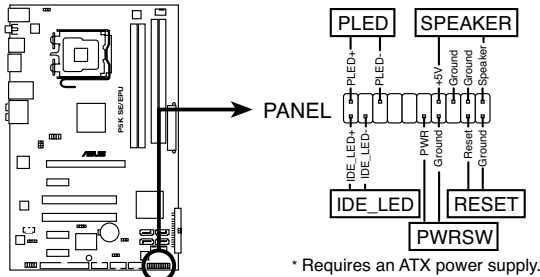 PLED SPEAKER
PLED+ PLED- +5V Ground Ground Speaker
PANEL
IDE_LED+ IDE_LED- PWR Ground Reset Ground
IDE_LED RESET
PWRSW
* Requires an ATX power supply.
P5K SE/EPU
ASUS